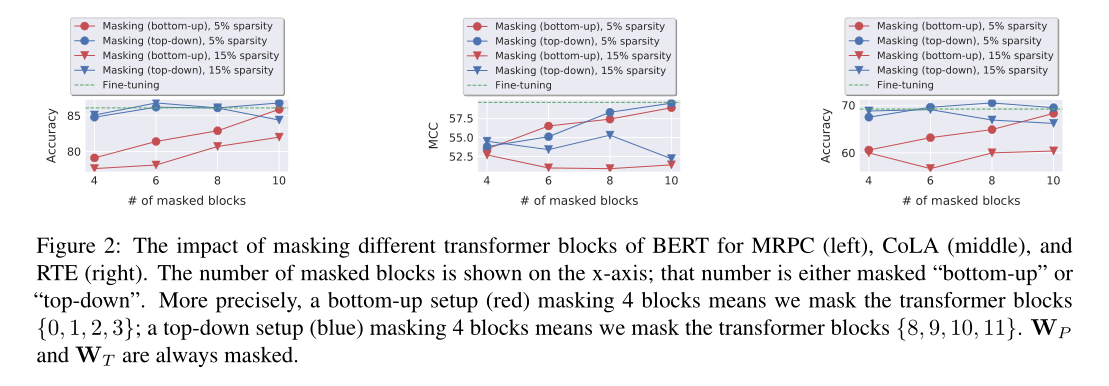 Masking (bottom-up), 5% sparsity
Masking (top-down), 5% sparsity
Masking (bottom-up), 15% sparsity
Masking (top-down), 15% sparsity
Fine-tuning
Accuracy
85
80
4 6 8 10
# of masked blocks
Masking (bottom-up), 5% sparsity
Masking (top-down), 5% sparsity
Masking (bottom-up), 15% sparsity
Masking (top-down), 15% sparsity
Fine-tuning
MCC
57.5
55.0
52.5
4 6 8 10
# of masked blocks
Masking (bottom-up), 5% sparsity
Masking (top-down), 5% sparsity
Masking (bottom-up), 15% sparsity
Masking (top-down), 15% sparsity
Fine-tuning
Accuracy
70
60
4 6 8 10
# of masked blocks
Figure 2: The impact of masking different transformer blocks of BERT for MRPC (left), CoLA (middle), and
RTE (right). The number of masked blocks is shown on the x-axis; that number is either masked “bottom-up” or
“top-down”. More precisely, a bottom-up setup (red) masking 4 blocks means we mask the transformer blocks
{0, 1, 2, 3}; a top-down setup (blue) masking 4 blocks means we mask the transformer blocks {8, 9, 10, 11}. W_P
and W_T are always masked.